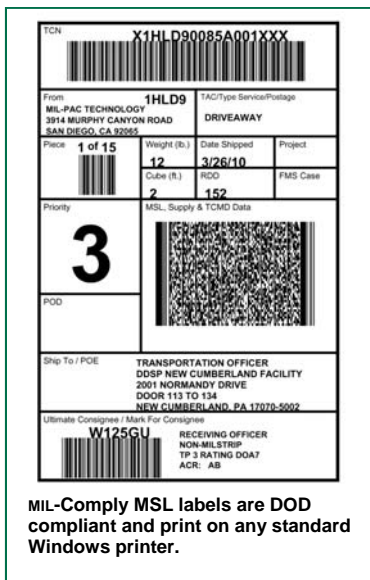 TCN
X1HLD90085A001XXX
From
1HLD9
MIL-PAC TECHNOLOGY
3914 MURPHY CANYON ROAD
SAN DIEGO, CA 92065
TAC/Type Service/Postage
DRIVEAWAY
Piece
1 of 15
Weight (lb.)
12
Date Shipped
3/26/10
Project
Cube (ft.)
2
RDD
152
FMS Case
Priority
3
MSL, Supply & TCMD Data
POD
Ship To / POE
TRANSPORTATION OFFICER
DDSP NEW CUMBERLAND FACILITY
2001 NORMANDY DRIVE
DOOR 113 TO 134
NEW CUMBERLAND, PA 17070-5002
Ultimate Consignee / Mark For Consignee
W125GU
RECEIVING OFFICER
NON-MILSTRIP
TP 3 RATING DOA7
ACR: AB
MIL-Comply MSL labels are DOD
compliant and print on any standard
Windows printer.